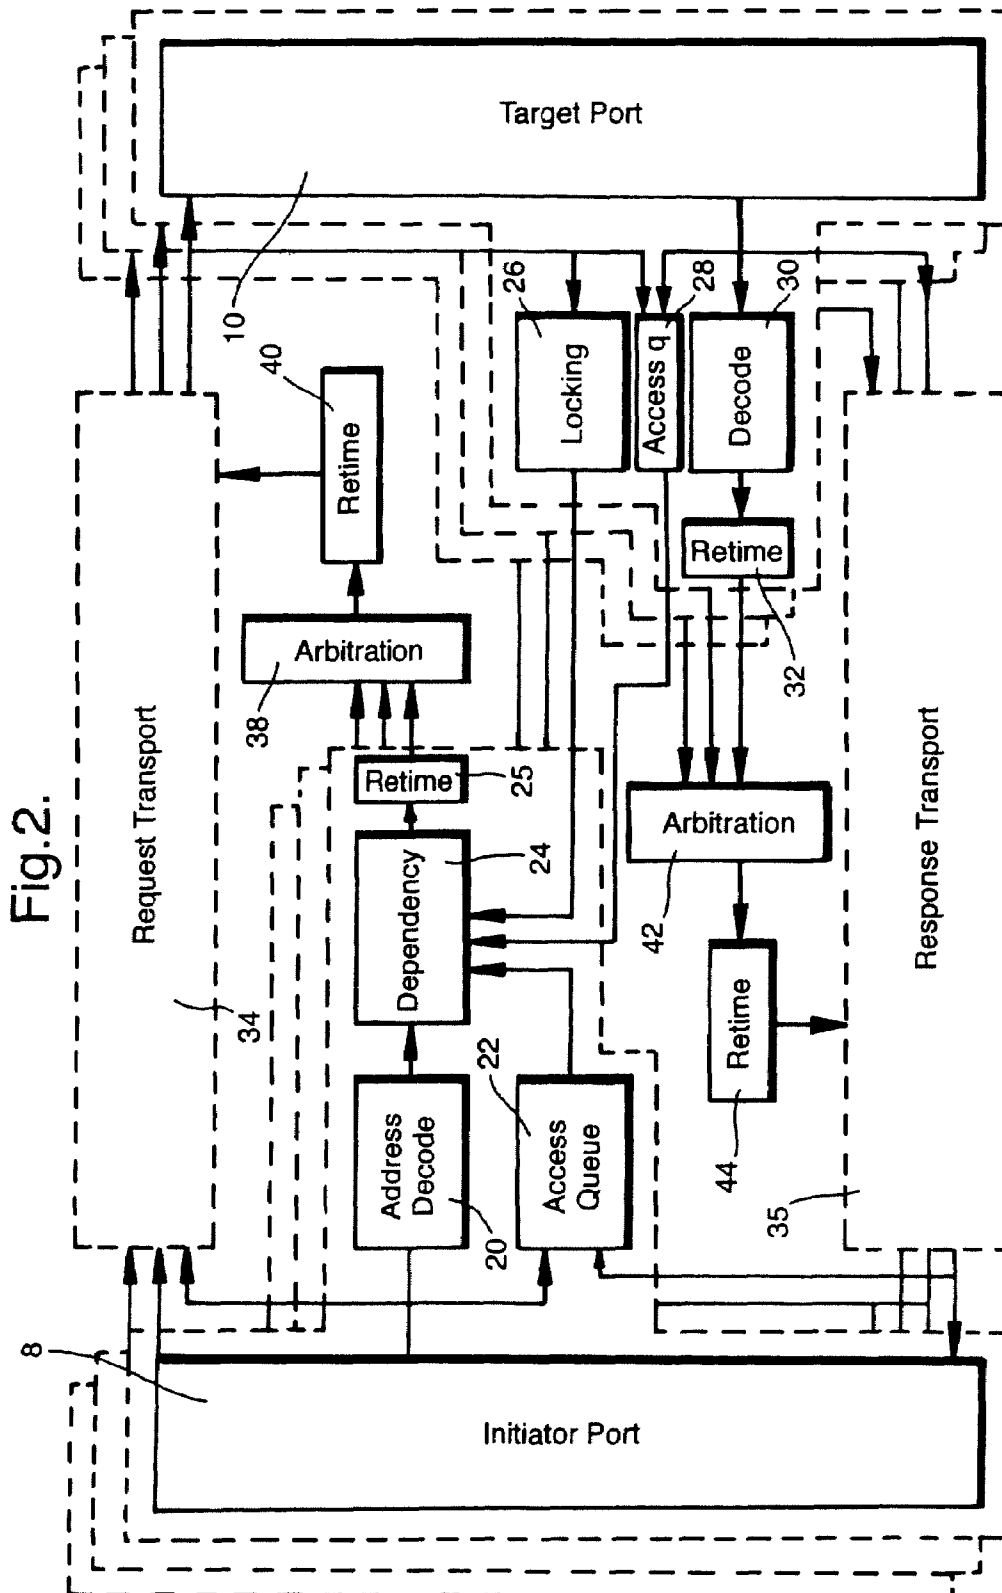 Fig.2.
Target Port
10
Request Transport
34
40
Retime
Arbitration
38
26
Locking
28
Access q
30
Decode
Retime
32
Retime
25
Dependency
24
Arbitration
42
Response Transport
35
Address
Decode
20
22
Access
Queue
Retime
44
8
Initiator Port